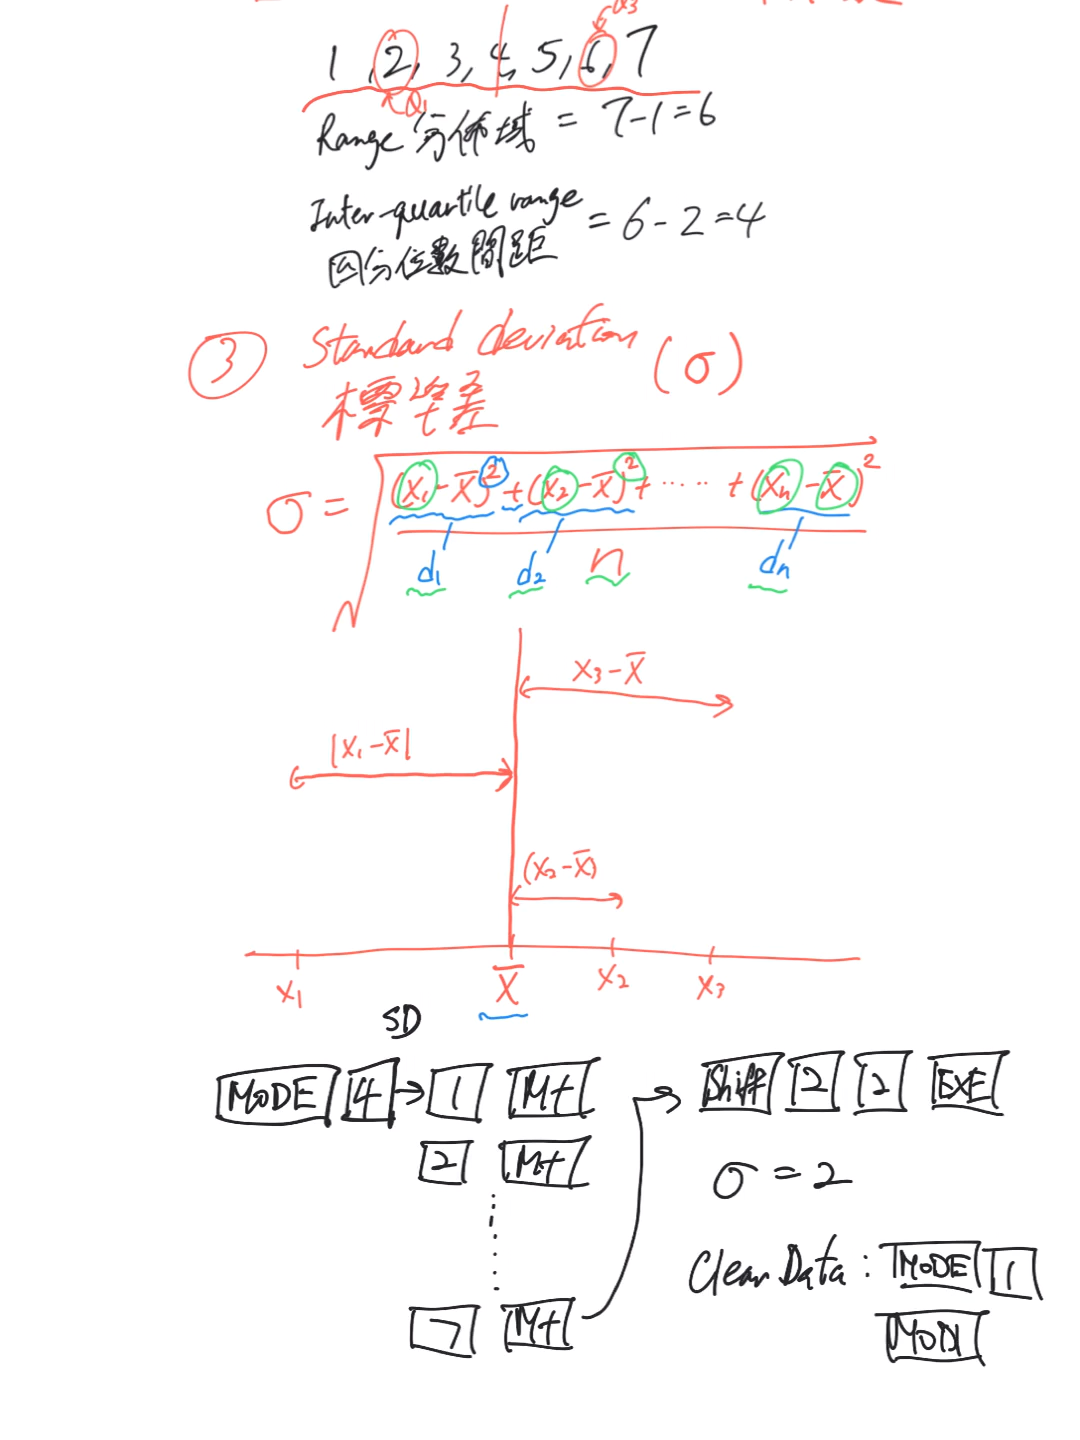 Q3
1, 2, 3, 4, 5, 6, 7
Q1
Range 分佈域 = 7-1=6
Inter-quartile range
四分位數間距 = 6-2=4
③ Standard deviation (σ)
標準差
σ = √((x₁-x̄)²+(x₂-x̄)²+ ····· +(xₙ-x̄)²
d₁ d₂ n dₙ
x₃-x̄
|x₁-x̄|
(x₂-x̄)
x₁ x̄ x₂ x₃
SD
MODE 4 → 1 M+
2 M+
7 M+
Shift 2 2 EXE
σ = 2
Clear Data : MODE 1